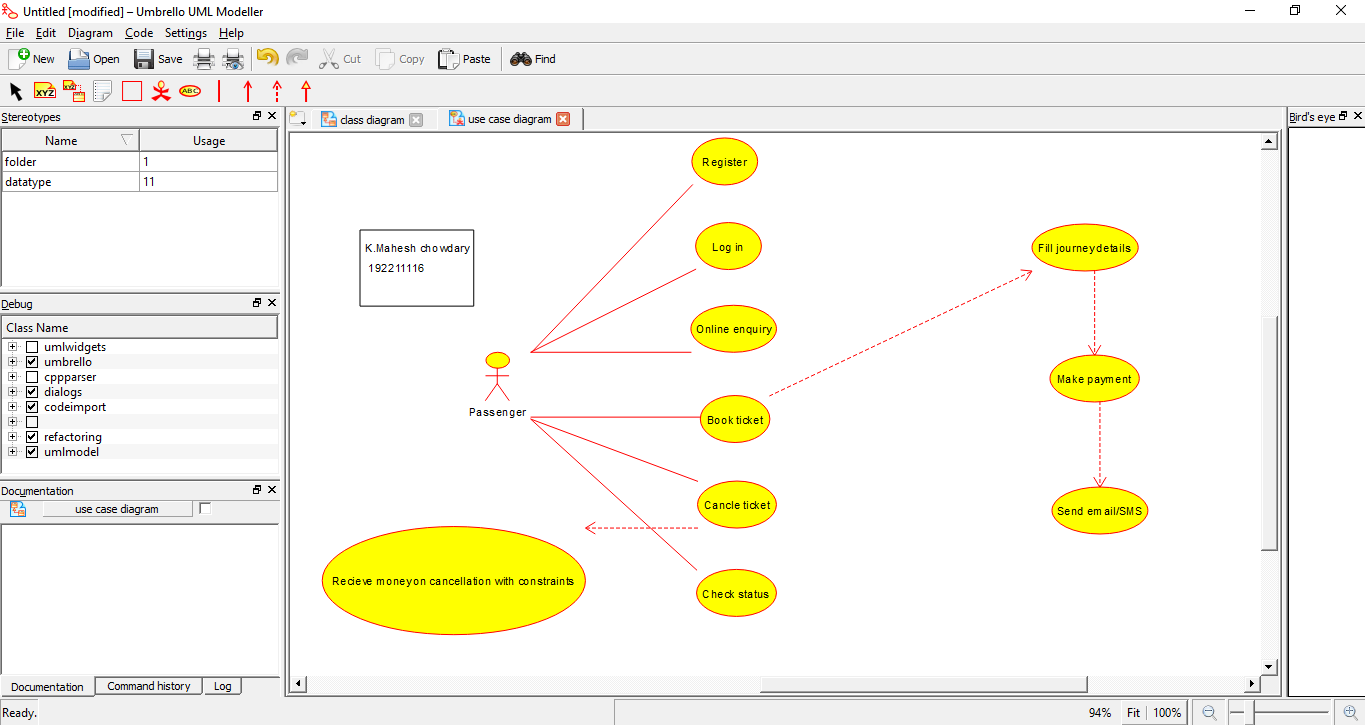 Untitled [modified] – Umbrello UML Modeller
File Edit Diagram Code Settings Help
New Open Save Cut Copy Paste Find
XYZ XYZ ABC
Stereotypes
Name Usage
folder 1
datatype 11
Debug
Class Name
umlwidgets
umbrello
cppparser
dialogs
codeimport
refactoring
umlmodel
Documentation
use case diagram
Documentation Command history Log
class diagram use case diagram
Bird's eye
Register
K.Mahesh chowdary
192211116
Log in
Fill journey details
Online enquiry
Passenger
Make payment
Book ticket
Cancle ticket
Send email/SMS
Recieve money on cancellation with constraints
Check status
Ready.
94% Fit 100%